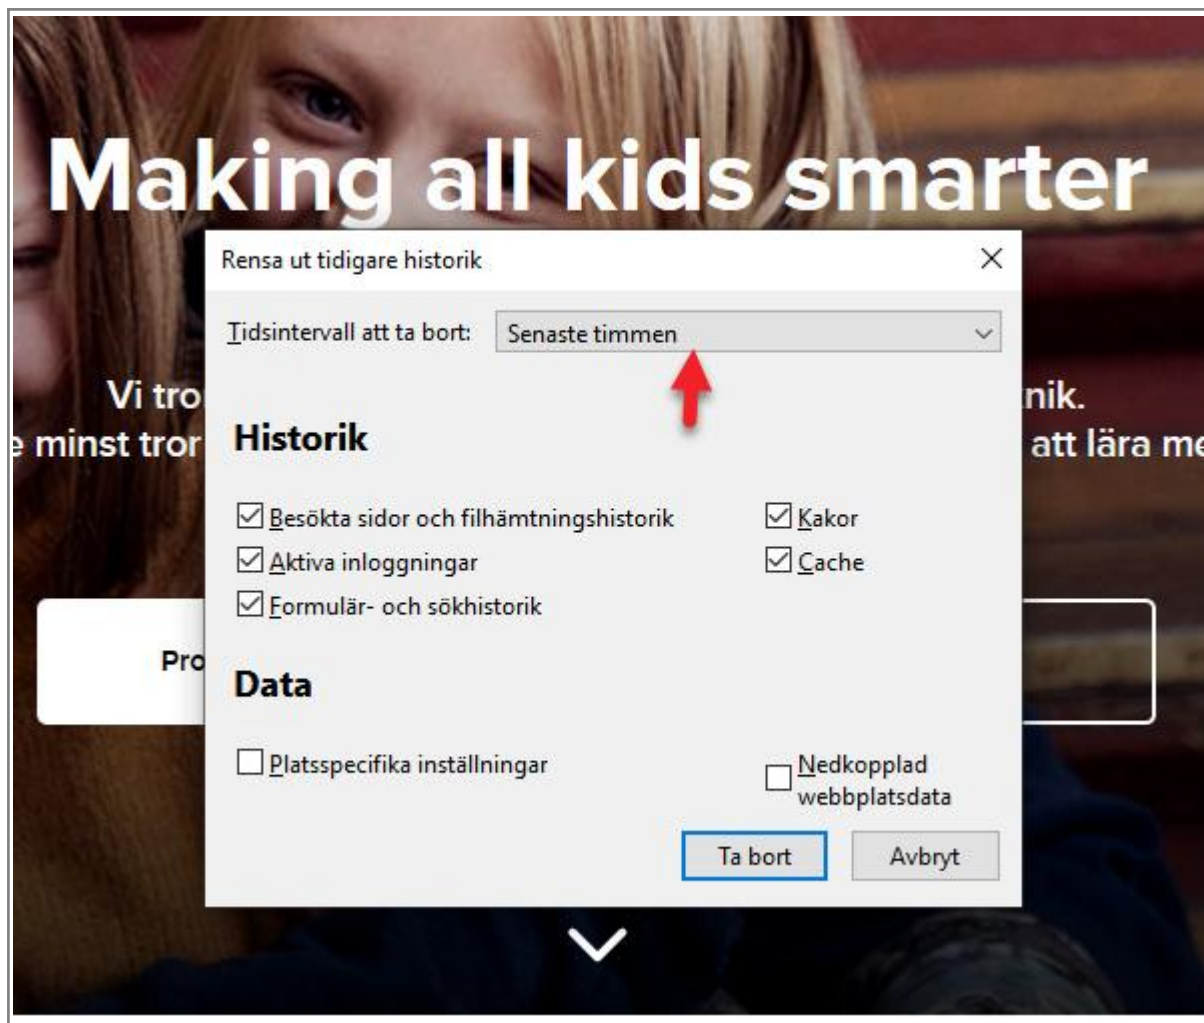 Making all kids smarter
Rensa ut tidigare historik
Tidsintervall att ta bort: Senaste timmen
Vi tro nik.
minst tror att lära me
Historik
Besökta sidor och filhämtningshistorik Kakor
Aktiva inloggningar Cache
Formulär- och sökhistorik
Pro
Data
Platsspecifika inställningar Nedkopplad
webbplatsdata
Ta bort Avbryt